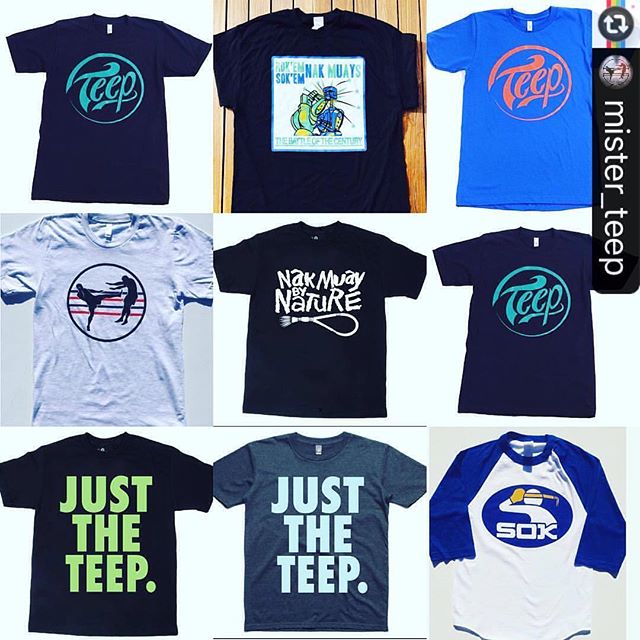 Teep
ROK'EM
SOK'EM NAK MUAYS
THE BATTLE OF THE CENTURY
Teep
mister_teep
Nak Muay
BY
NATURE
Teep
JUST
THE
TEEP.
JUST
THE
TEEP.
SOK